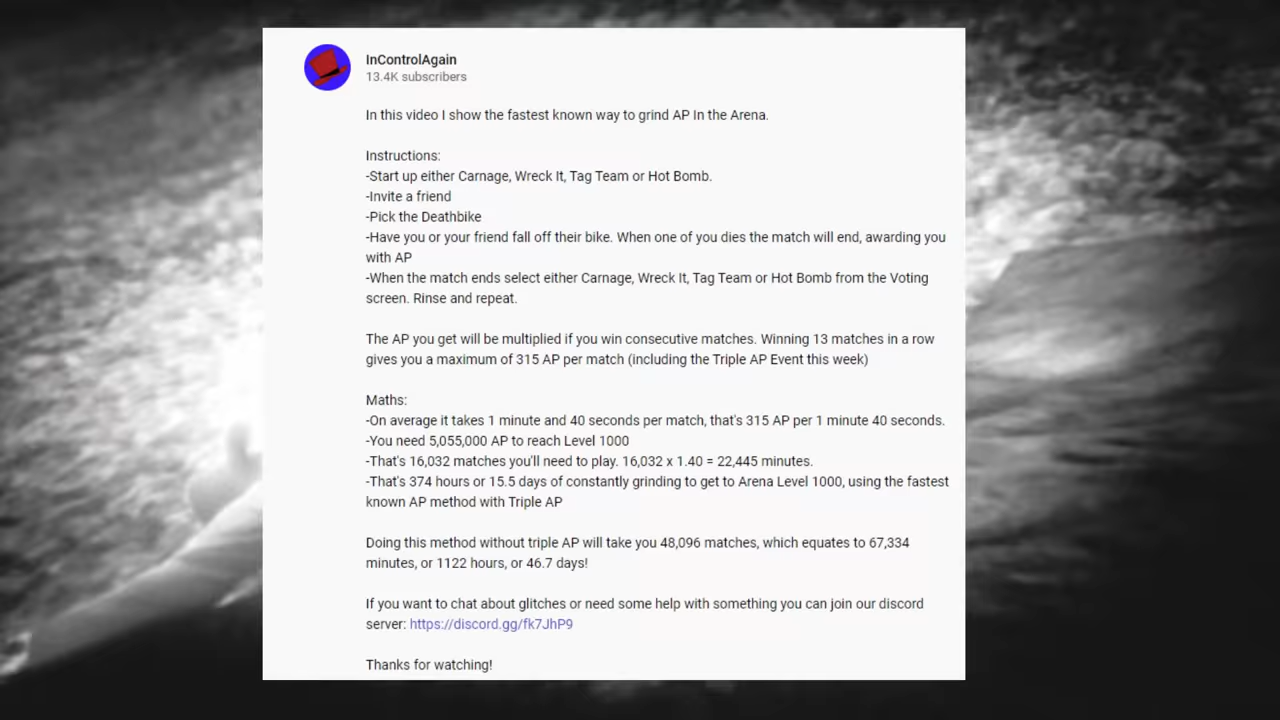 InControlAgain
13.4K subscribers
In this video I show the fastest known way to grind AP In the Arena.
Instructions:
-Start up either Carnage, Wreck It, Tag Team or Hot Bomb.
-Invite a friend
-Pick the Deathbike
-Have you or your friend fall off their bike. When one of you dies the match will end, awarding you
with AP
-When the match ends select either Carnage, Wreck It, Tag Team or Hot Bomb from the Voting
screen. Rinse and repeat.
The AP you get will be multiplied if you win consecutive matches. Winning 13 matches in a row
gives you a maximum of 315 AP per match (including the Triple AP Event this week)
Maths:
-On average it takes 1 minute and 40 seconds per match, that's 315 AP per 1 minute 40 seconds.
-You need 5,055,000 AP to reach Level 1000
-That's 16,032 matches you'll need to play. 16,032 x 1.40 = 22,445 minutes.
-That's 374 hours or 15.5 days of constantly grinding to get to Arena Level 1000, using the fastest
known AP method with Triple AP
Doing this method without triple AP will take you 48,096 matches, which equates to 67,334
minutes, or 1122 hours, or 46.7 days!
If you want to chat about glitches or need some help with something you can join our discord
server: https://discord.gg/fk7JhP9
Thanks for watching!